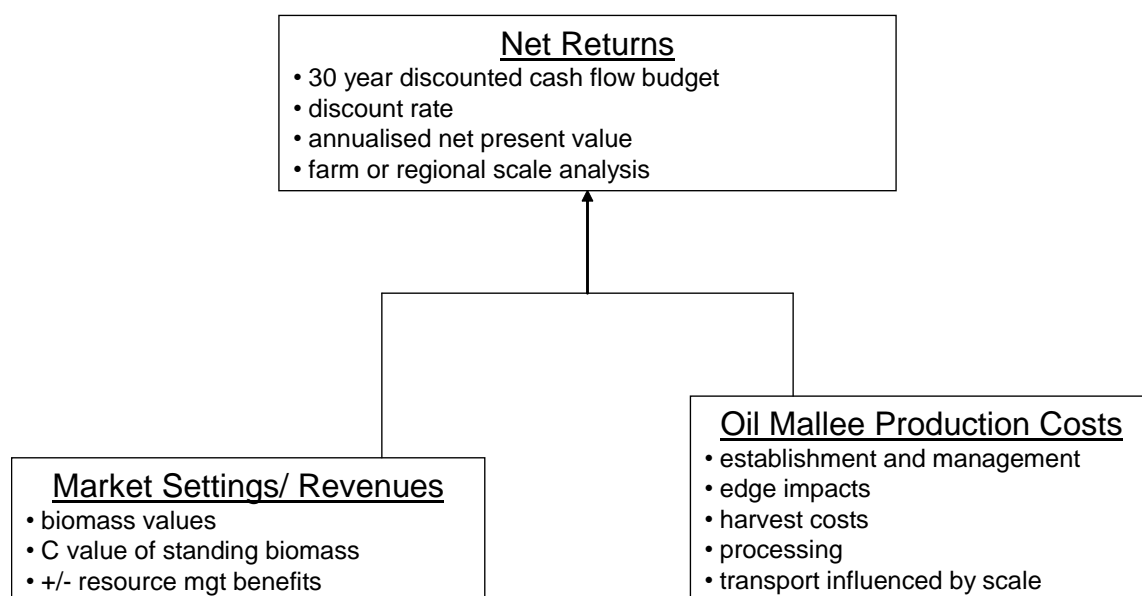 Net Returns
• 30 year discounted cash flow budget
• discount rate
• annualised net present value
• farm or regional scale analysis
Market Settings/ Revenues
• biomass values
• C value of standing biomass
• +/- resource mgt benefits
Oil Mallee Production Costs
• establishment and management
• edge impacts
• harvest costs
• processing
• transport influenced by scale